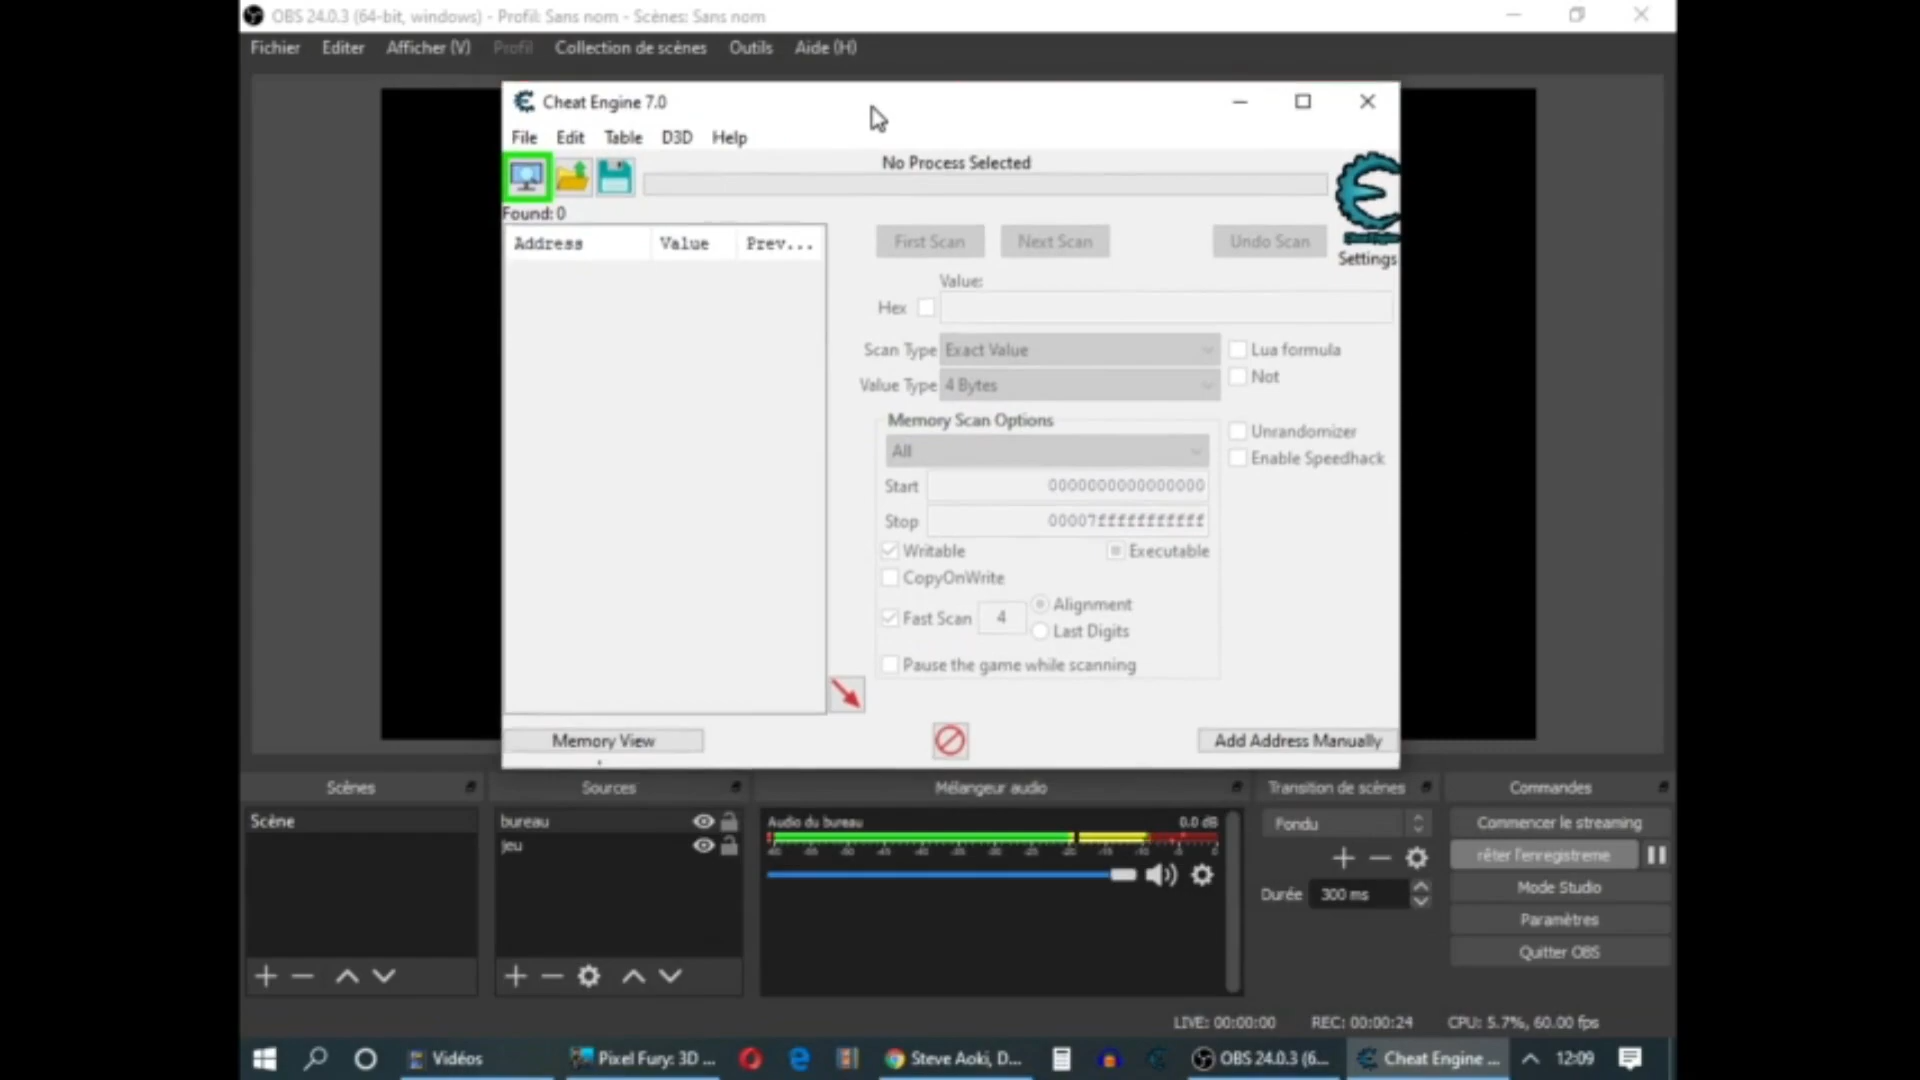 OBS 24.0.3 (64-bit, windows) - Profil: Sans nom - Scènes: Sans nom
Fichier Editer Afficher (V) Profil Collection de scènes Outils Aide (H)
Cheat Engine 7.0
File Edit Table D3D Help
No Process Selected
Found: 0
Address Value Prev...
First Scan Next Scan Undo Scan
Settings
Value:
Hex
Scan Type Exact Value Lua formula
Not
Value Type 4 Bytes
Memory Scan Options
All
Unrandomizer
Enable Speedhack
Start 0000000000000000
Stop 00007fffffffffff
Writable Executable
CopyOnWrite
Fast Scan 4 Alignment
Last Digits
Pause the game while scanning
Memory View Add Address Manually
Scènes Sources Mélangeur audio Transition de scènes Commandes
Scène
bureau
jeu
Audio du bureau 0.0 dB
Fondu
Durée 300 ms
Commencer le streaming
rêter l'enregistreme
Mode Studio
Paramètres
Quitter OBS
LIVE: 00:00:00 REC: 00:00:24 CPU: 5.7%, 60.00 fps
Vidéos Pixel Fury: 3D ... Steve Aoki, D... OBS 24.0.3 (6... Cheat Engine ... 12:09